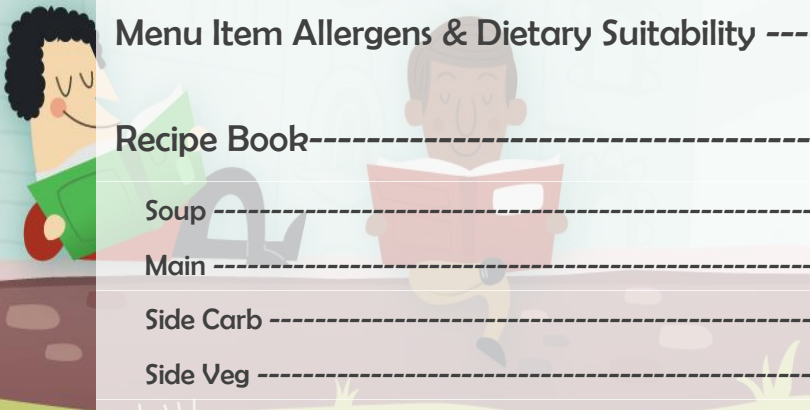 Menu Item Allergens & Dietary Suitability ---
Recipe Book-----------------------------------
Soup -----------------------------------------
Main -----------------------------------------
Side Carb ------------------------------------
Side Veg -------------------------------------